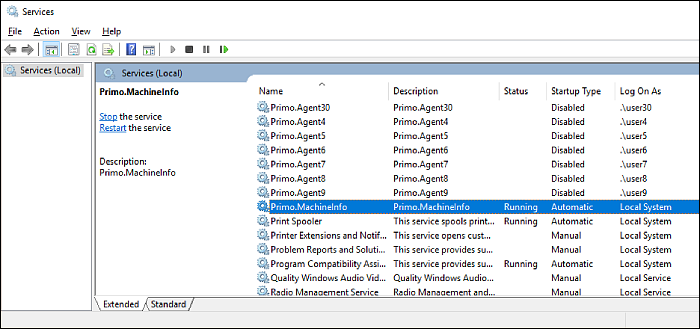 Services
File Action View Help
Services (Local)
Services (Local)
Primo.MachineInfo
Stop the service
Restart the service
Description:
Primo.MachineInfo
Name Description Status Startup Type Log On As
Primo.Agent30 Primo.Agent30 Disabled .\user30
Primo.Agent4 Primo.Agent4 Disabled .\user4
Primo.Agent5 Primo.Agent5 Disabled .\user5
Primo.Agent6 Primo.Agent6 Disabled .\user6
Primo.Agent7 Primo.Agent7 Disabled .\user7
Primo.Agent8 Primo.Agent8 Disabled .\user8
Primo.Agent9 Primo.Agent9 Disabled .\user9
Primo.MachineInfo Primo.MachineInfo Running Automatic Local System
Print Spooler This service spools print... Running Automatic Local System
Printer Extensions and Notif... This service opens cust... Manual Local System
Problem Reports and Soluti... This service provides su... Manual Local System
Program Compatibility Assi... This service provides su... Running Automatic Local System
Quality Windows Audio Vid... Quality Windows Audio... Manual Local Service
Radio Management Service Radio Management and... Manual Local Service
Extended Standard